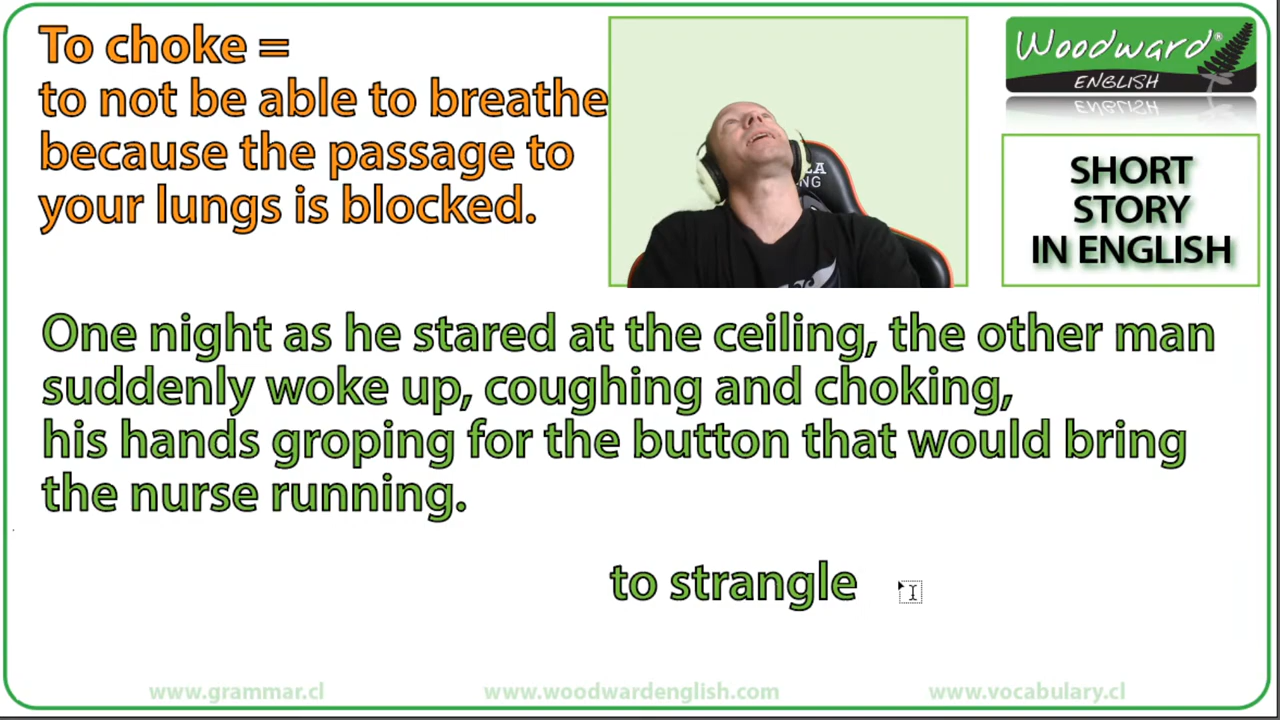 To choke =
to not be able to breathe
because the passage to
your lungs is blocked.
Woodward®
ENGLISH
SHORT
STORY
IN ENGLISH
One night as he stared at the ceiling, the other man
suddenly woke up, coughing and choking,
his hands groping for the button that would bring
the nurse running.
to strangle
www.grammar.cl
www.woodwardenglish.com
www.vocabulary.cl